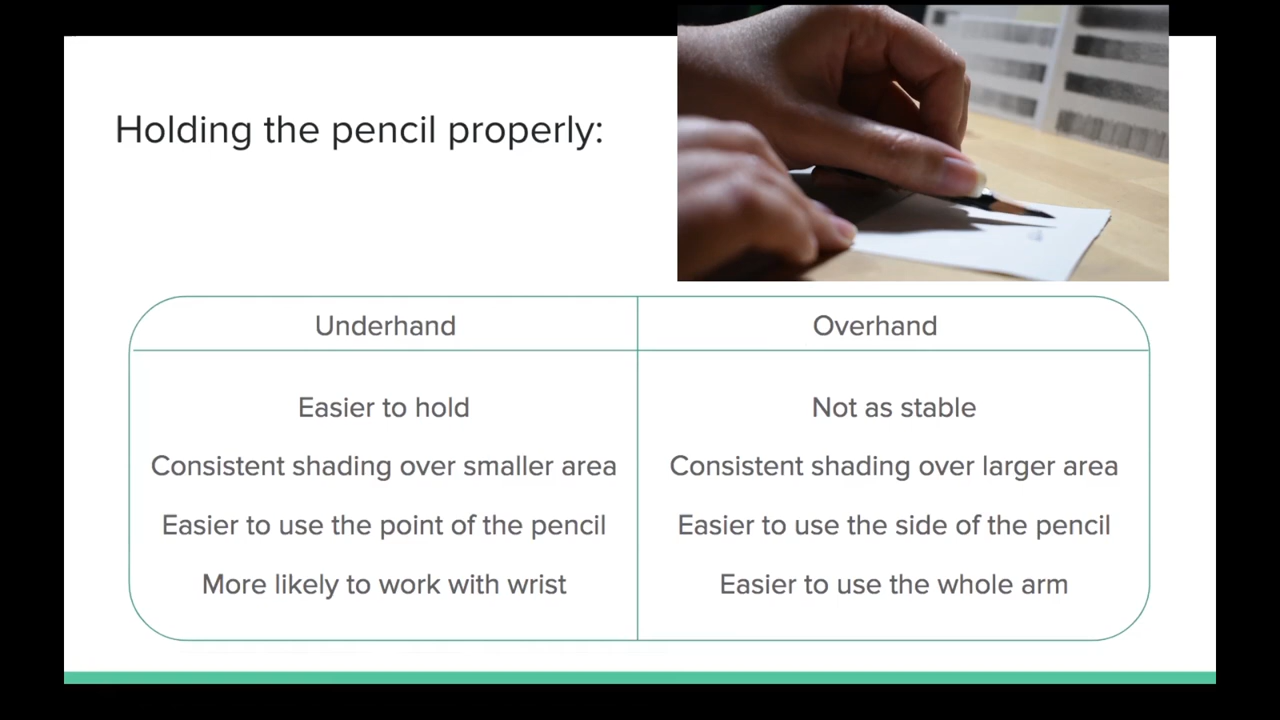 Holding the pencil properly:
Underhand
Overhand
Easier to hold
Not as stable
Consistent shading over smaller area
Consistent shading over larger area
Easier to use the point of the pencil
Easier to use the side of the pencil
More likely to work with wrist
Easier to use the whole arm